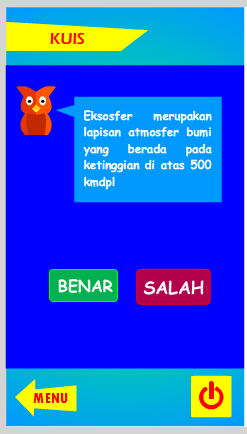 KUIS
Eksosfer merupakan
lapisan atmosfer bumi
yang berada pada
ketinggian di atas 500
kmdpl
BENAR
SALAH
MENU